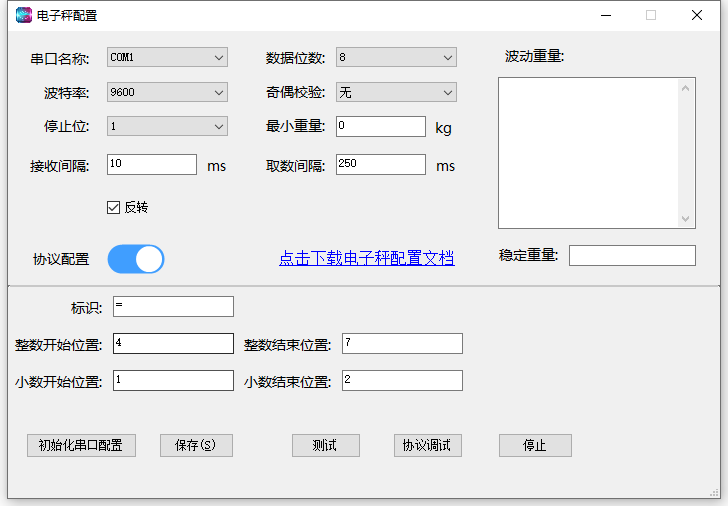 电子秤配置
串口名称: COM1 数据位数: 8 波动重量:
波特率: 9600 奇偶校验: 无
停止位: 1 最小重量: 0 kg
接收间隔: 10 ms 取数间隔: 250 ms
反转
协议配置 点击下载电子秤配置文档 稳定重量:
标识: =
整数开始位置: 4 整数结束位置: 7
小数开始位置: 1 小数结束位置: 2
初始化串口配置 保存(S) 测试 协议调试 停止